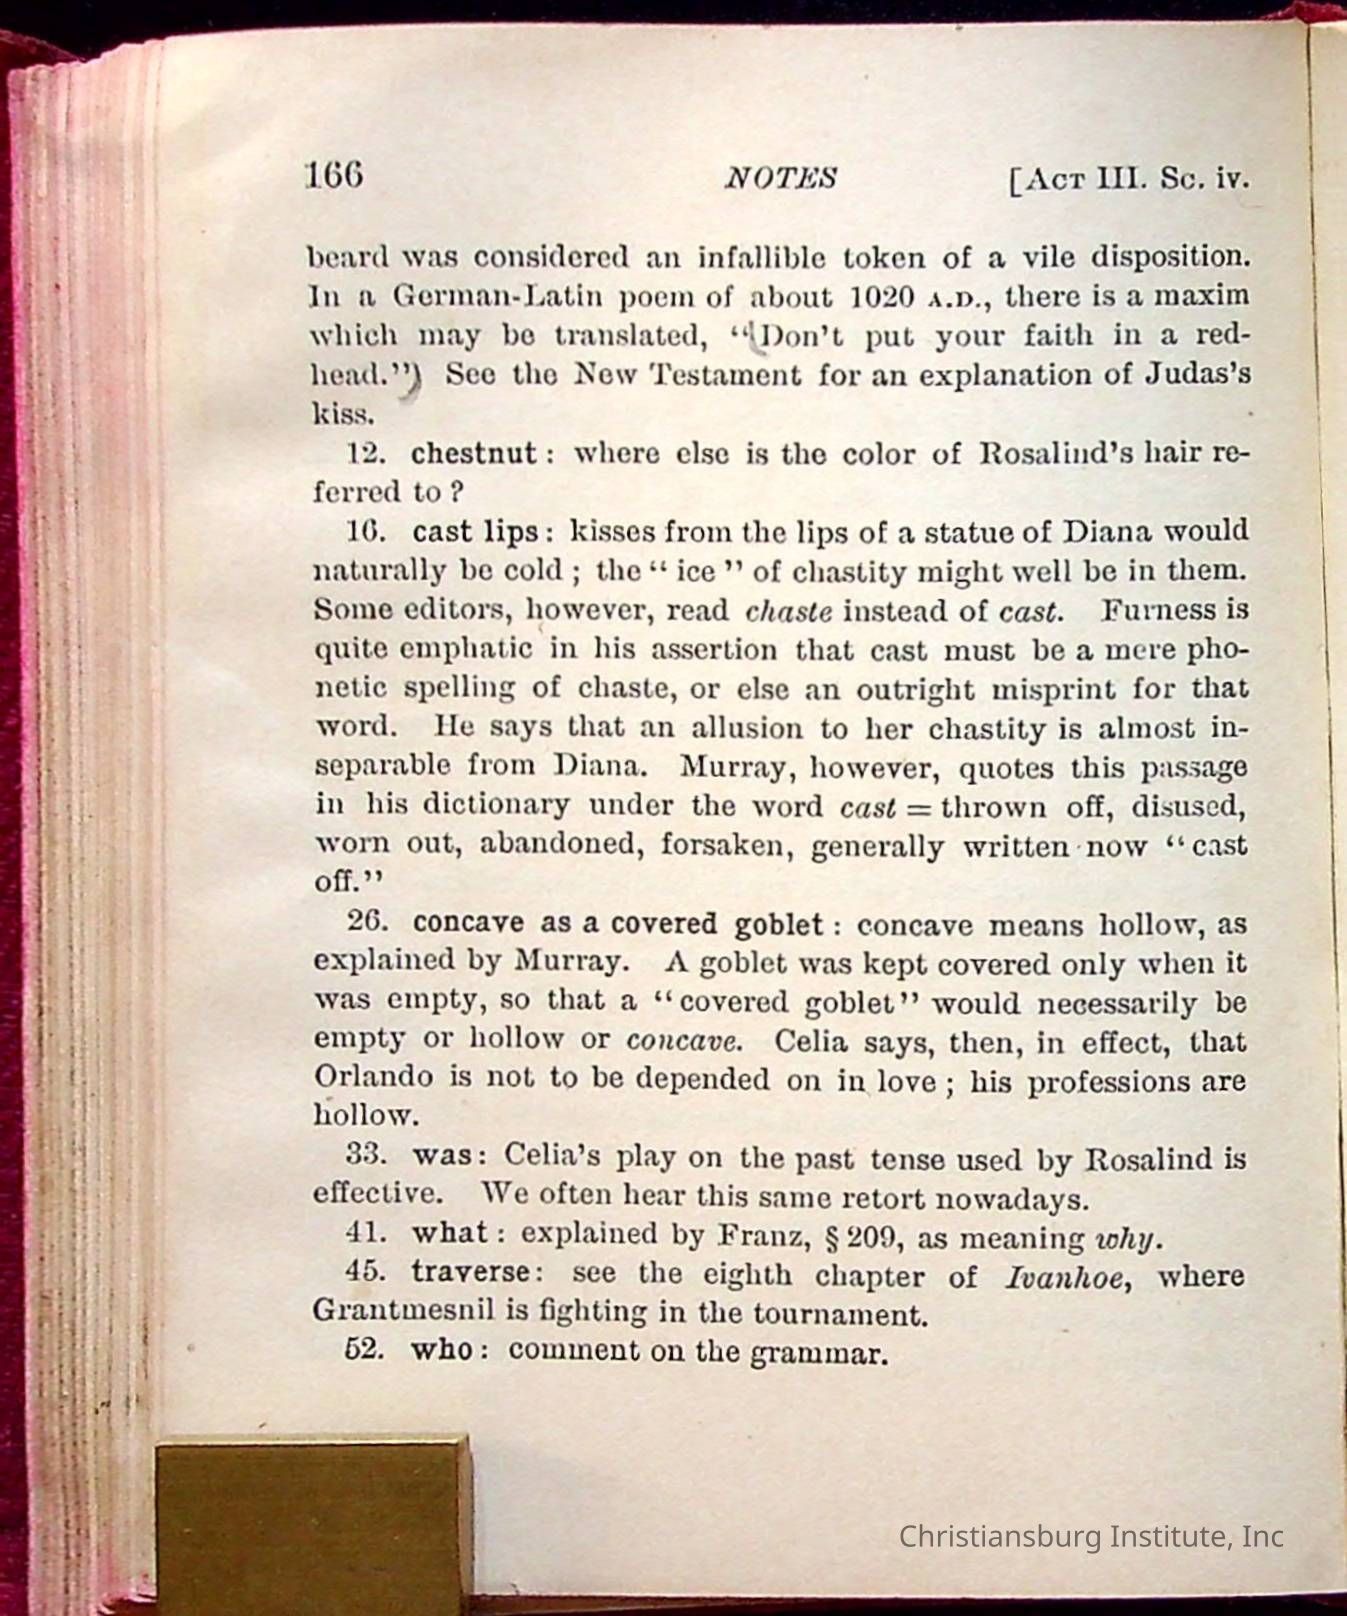 166 NOTES [ACT III. Sc. iv.
beard was considered an infallible token of a vile disposition.
In a German-Latin poem of about 1020 A.D., there is a maxim
which may be translated, “(Don’t put your faith in a red-
head.”) See the New Testament for an explanation of Judas’s
kiss.
12. chestnut : where else is the color of Rosalind’s hair re-
ferred to ?
16. cast lips : kisses from the lips of a statue of Diana would
naturally be cold ; the “ ice ” of chastity might well be in them.
Some editors, however, read chaste instead of cast. Furness is
quite emphatic in his assertion that cast must be a mere pho-
netic spelling of chaste, or else an outright misprint for that
word. He says that an allusion to her chastity is almost in-
separable from Diana. Murray, however, quotes this passage
in his dictionary under the word cast = thrown off, disused,
worn out, abandoned, forsaken, generally written now “cast
off.”
26. concave as a covered goblet : concave means hollow, as
explained by Murray. A goblet was kept covered only when it
was empty, so that a “covered goblet” would necessarily be
empty or hollow or concave. Celia says, then, in effect, that
Orlando is not to be depended on in love ; his professions are
hollow.
33. was : Celia’s play on the past tense used by Rosalind is
effective. We often hear this same retort nowadays.
41. what : explained by Franz, § 209, as meaning why.
45. traverse : see the eighth chapter of Ivanhoe, where
Grantmesnil is fighting in the tournament.
52. who : comment on the grammar.
Christiansburg Institute, Inc